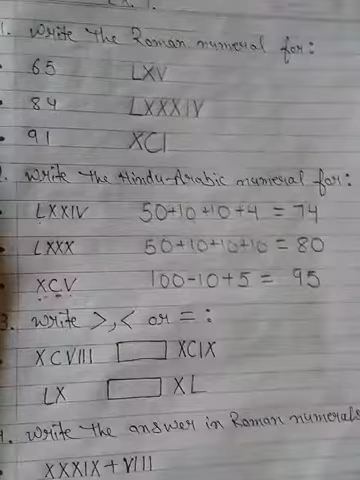 1. Write the Roman numeral for:
65 LXV
84 LXXXIV
91 XCI
2. Write the Hindu-Arabic numeral for:
LXXIV 50+10+10+4 = 74
LXXX 50+10+10+10 = 80
XCV 100-10+5 = 95
3. Write >, < or = :
XCVIII XCIX
LX XL
4. Write the answer in Roman numerals
XXXIX + VIII